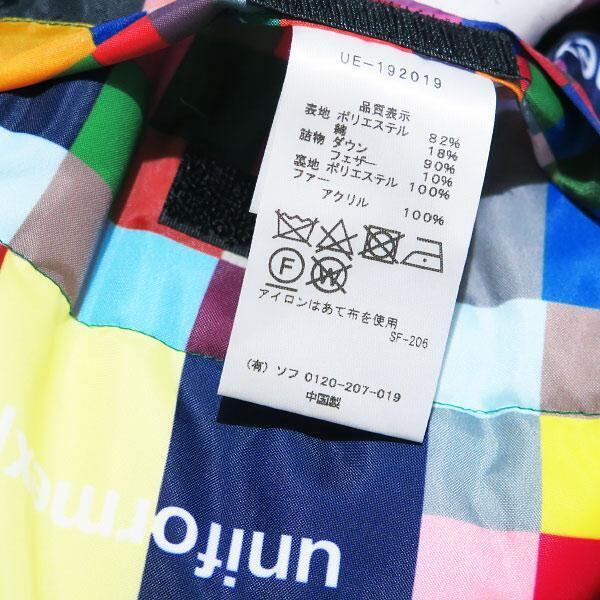 UE-192019
品質表示
表地 ポリエステル 82%
綿 18%
詰物 ダウン 90%
フェザー 10%
裏地 ポリエステル 100%
ファー
アクリル 100%
F
W
アイロンはあて布を使用
SF-206
(有) ソフ 0120-207-019
中国製
uniformex